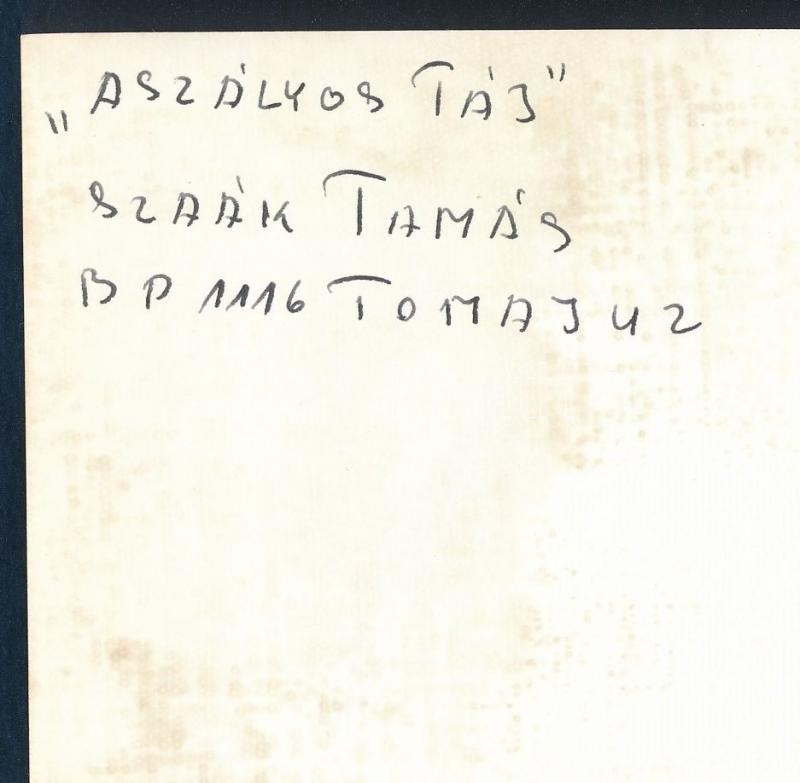 „ASZÁLYOS TÁJ"
SZAÁK TAMÁS
BP 1116 TOMAJ U 2